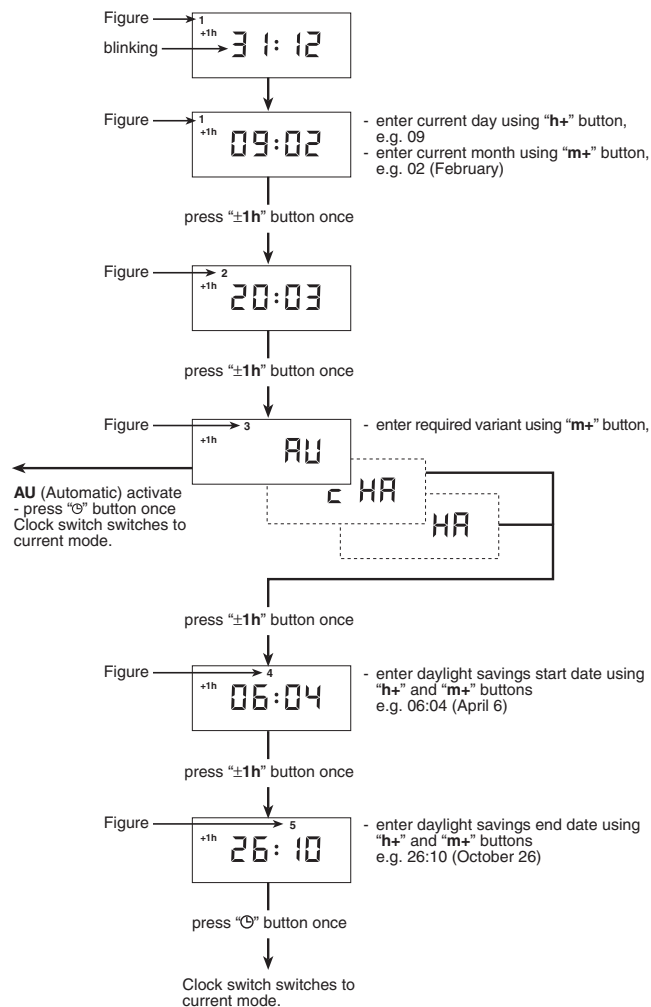 Figure
1
+1h
blinking
31:12
Figure
1
+1h
09:02
- enter current day using “h+” button,
e.g. 09
- enter current month using “m+” button,
e.g. 02 (February)
press “±1h” button once
Figure
2
+1h
20:03
press “±1h” button once
Figure
3
+1h
AU
- enter required variant using “m+” button,
c HA
HA
AU (Automatic) activate
- press “🕒” button once
Clock switch switches to
current mode.
press “±1h” button once
Figure
4
+1h
06:04
- enter daylight savings start date using
“h+” and “m+” buttons
e.g. 06:04 (April 6)
press “±1h” button once
Figure
5
+1h
26:10
- enter daylight savings end date using
“h+” and “m+” buttons
e.g. 26:10 (October 26)
press “🕒” button once
Clock switch switches to
current mode.